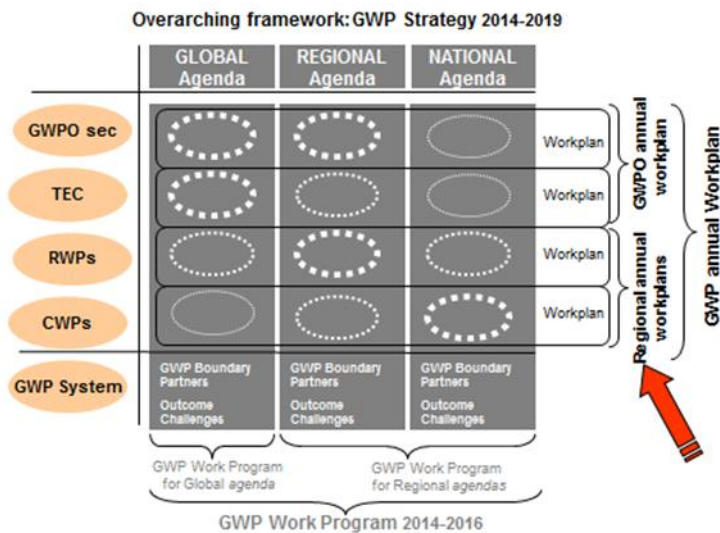 Overarching framework: GWP Strategy 2014-2019
GLOBAL
Agenda
REGIONAL
Agenda
NATIONAL
Agenda
GWPO sec
Workplan
TEC
Workplan
RWPs
Workplan
CWPs
Workplan
GWPO annual
workplan
Regional annual
workplans
GWP annual Workplan
GWP System
GWP Boundary
Partners
Outcome
Challenges
GWP Boundary
Partners
Outcome
Challenges
GWP Boundary
Partners
Outcome
Challenges
GWP Work Program
for Global agenda
GWP Work Program
for Regional agendas
GWP Work Program 2014-2016